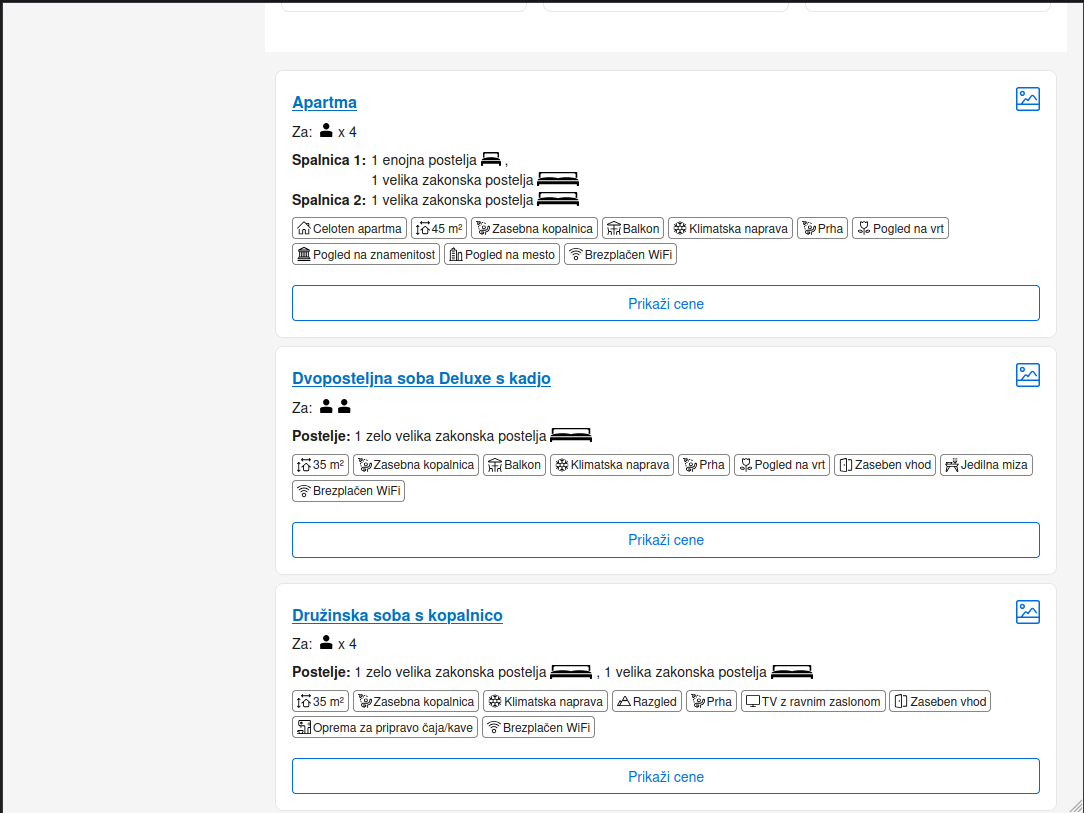 Apartma
Za: x 4
Spalnica 1: 1 enojna postelja ,
1 velika zakonska postelja
Spalnica 2: 1 velika zakonska postelja
Celoten apartma 45 m² Zasebna kopalnica Balkon Klimatska naprava Prha Pogled na vrt
Pogled na znamenitost Pogled na mesto Brezplačen WiFi
Prikaži cene
Dvoposteljna soba Deluxe s kadjo
Za:
Postelje: 1 zelo velika zakonska postelja
35 m² Zasebna kopalnica Balkon Klimatska naprava Prha Pogled na vrt Zaseben vhod Jedilna miza
Brezplačen WiFi
Prikaži cene
Družinska soba s kopalnico
Za: x 4
Postelje: 1 zelo velika zakonska postelja , 1 velika zakonska postelja
35 m² Zasebna kopalnica Klimatska naprava Razgled Prha TV z ravnim zaslonom Zaseben vhod
Oprema za pripravo čaja/kave Brezplačen WiFi
Prikaži cene